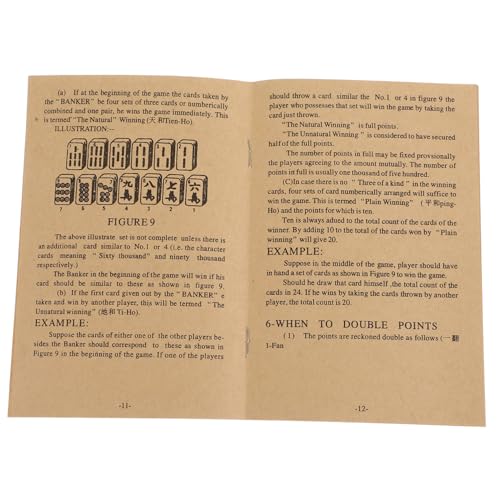 (a) If at the beginning of the game the cards taken by
the "BANKER" be four sets of three cards or numberically
combined and one pair, he wins the game immediately. This
is termed "The Natural" Winning (天和Tien-Ho).
ILLUSTRATION:-
7 6 5 4 3 2 1
FIGURE 9
The above illustrate set is not complete unless there is
an additional card similar to No.1 or 4 (i.e. the character
cards meaning "Sixty thousand" and ninety thousand
respectively.)
The Banker in the beginning of the game will win if his
card should be similar to these as shown in figure 9.
(b) If the first card given out by the "BANKER" e
taken and win by another player, this will be termed "The
Unnatural winning" (地和Ti-Ho).
EXAMPLE:
Suppose the cards of either one of the other players be-
sides the Banker should correspond to these as shown in
Figure 9 in the beginning of the game. If one of the players
-11-
should throw a card similar the No.1 or 4 in figure 9 the
player who possesses that set will win the game by taking the
card just thrown.
"The Natural Winning" is full points.
"The Unnatural Winning" is considered to have secured
half of the full points.
The number of points in full may be fixed provisionally
the players agreeing to the amount mutually. The number of
points in full is usually one thousand of five hundred.
(C)In case there is no "Three of a kind" in the winning
cards, four sets of card numerically arranged will suffice to
win the game. This is termed "Plain Winning" (平和ping-
Ho) and the points for which is ten.
Ten is always adused to the total count of the cards of the
winner. By adding 10 to the total of the cards won by "Plain
winning" will give 20.
EXAMPLE:
Suppose in the middle of the game, player should have
in hand a set of cards as shown in Figure 9 to win the game.
Should he draw that card himself ,the total count of the
cards in 24. If he wins by taking the cards thrown by another
player, the total count is 20.
6-WHEN TO DOUBLE POINTS
(1) The points are reckoned double as follows (一翻
1-Fan
-12-